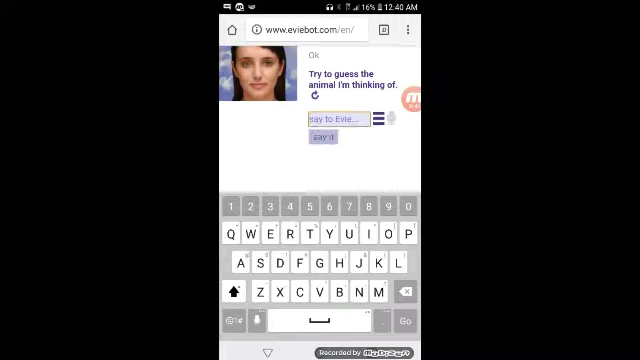 16% 12:40 AM
www.eviebot.com/en/
Ok
Try to guess the
animal I'm thinking of.
say to Evie...
say it
1 2 3 4 5 6 7 8 9 0
Q W E R T Y U I O P
A S D F G H J K L
Z X C V B N M
Go
Recorded by MOBIZEN